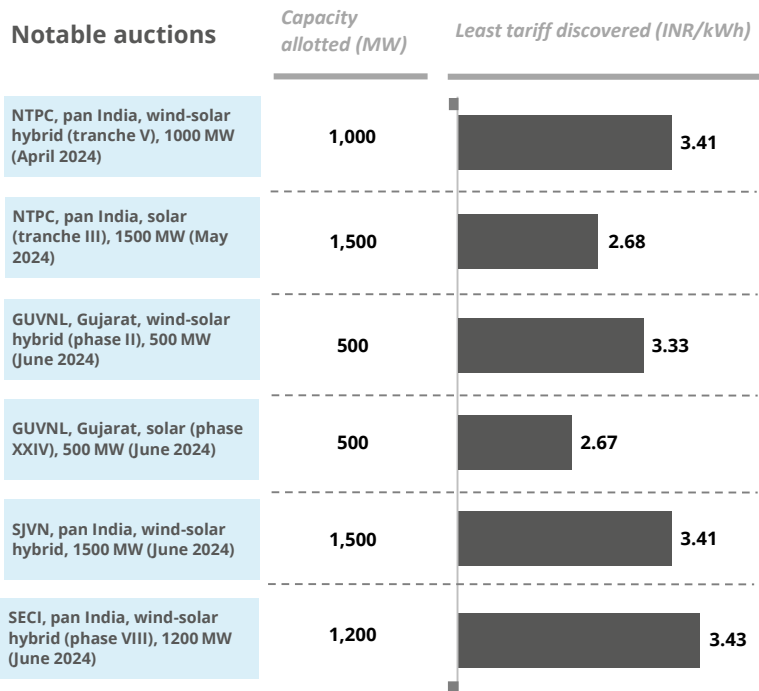 Notable auctions
Capacity
allotted (MW)
Least tariff discovered (INR/kWh)
NTPC, pan India, wind-solar
hybrid (tranche V), 1000 MW
(April 2024)
1,000
3.41
NTPC, pan India, solar
(tranche III), 1500 MW (May
2024)
1,500
2.68
GUVNL, Gujarat, wind-solar
hybrid (phase II), 500 MW
(June 2024)
500
3.33
GUVNL, Gujarat, solar (phase
XXIV), 500 MW (June 2024)
500
2.67
SJVN, pan India, wind-solar
hybrid, 1500 MW (June 2024)
1,500
3.41
SECI, pan India, wind-solar
hybrid (phase VIII), 1200 MW
(June 2024)
1,200
3.43